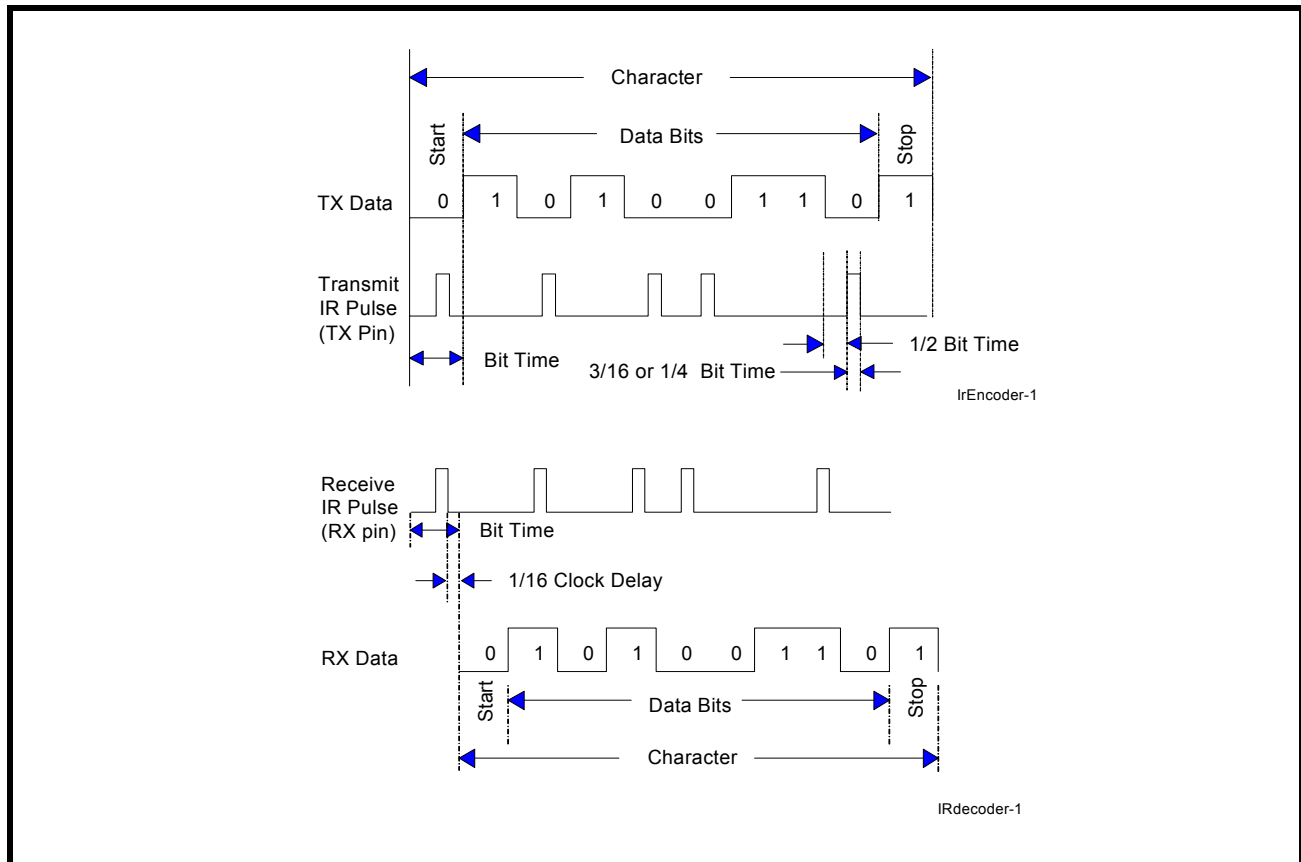 Character
Start
Data Bits
Stop
TX Data
0 1 0 1 0 0 1 1 0 1
Transmit
IR Pulse
(TX Pin)
Bit Time
1/2 Bit Time
3/16 or 1/4 Bit Time
IrEncoder-1
Receive
IR Pulse
(RX pin)
Bit Time
1/16 Clock Delay
RX Data
0 1 0 1 0 0 1 1 0 1
Start
Data Bits
Stop
Character
IRdecoder-1